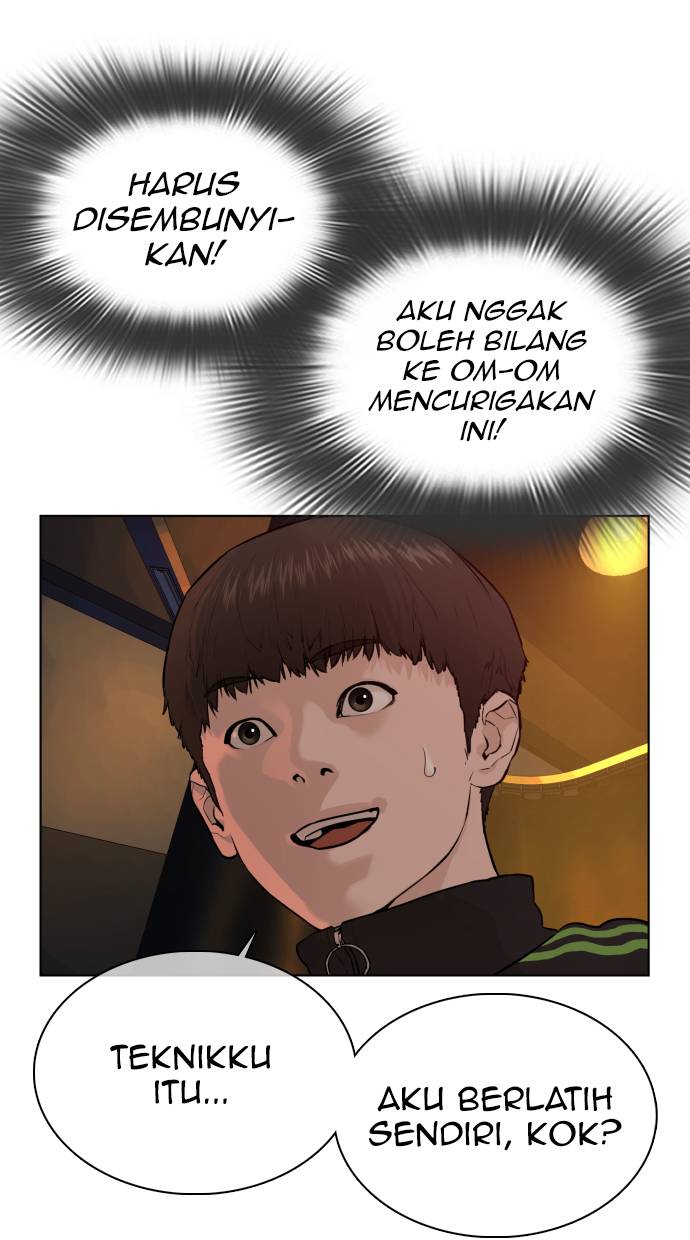 HARUS
DISEMBUNYI-
KAN!
AKU NGGAK
BOLEH BILANG
KE OM-OM
MENCURIGAKAN
INI!
TEKNIKKU
ITU...
AKU BERLATIH
SENDIRI, KOK?